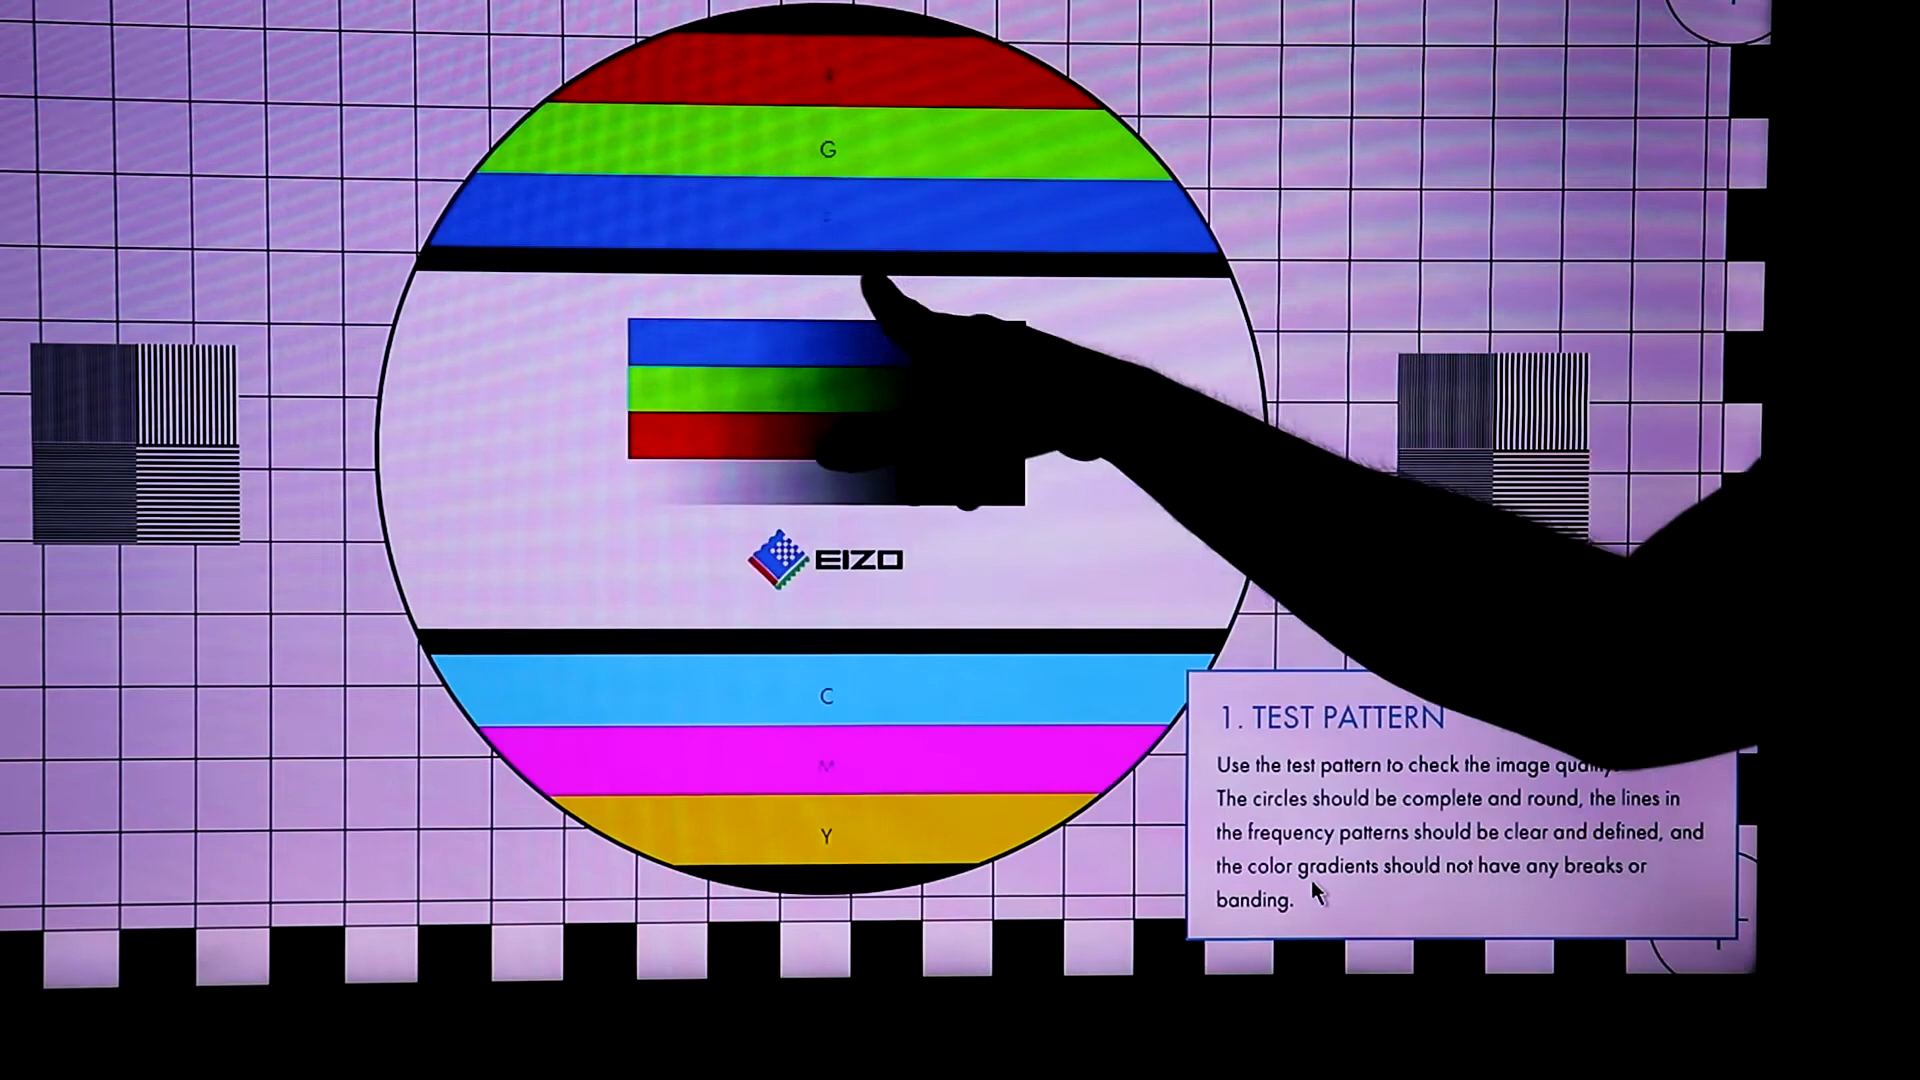 G
EIZO
C
M
Y
1. TEST PATTERN
Use the test pattern to check the image
The circles should be complete and round, the lines in
the frequency patterns should be clear and defined, and
the color gradients should not have any breaks or
banding.